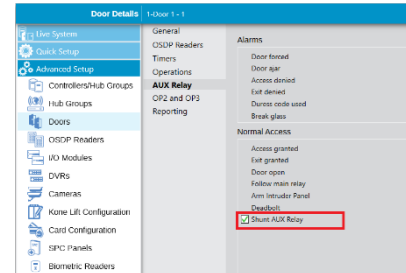 Door Details
1-Door 1 - 1
Live System
Quick Setup
Advanced Setup
Controllers/Hub Groups
Hub Groups
Doors
OSDP Readers
I/O Modules
DVRs
Cameras
Kone Lift Configuration
Card Configuration
SPC Panels
Biometric Readers
General
OSDP Readers
Timers
Operations
AUX Relay
OP2 and OP3
Reporting
Alarms
Door forced
Door ajar
Access denied
Exit denied
Duress code used
Break glass
Normal Access
Access granted
Exit granted
Door open
Follow main relay
Arm Intruder Panel
Deadbolt
Shunt AUX Relay